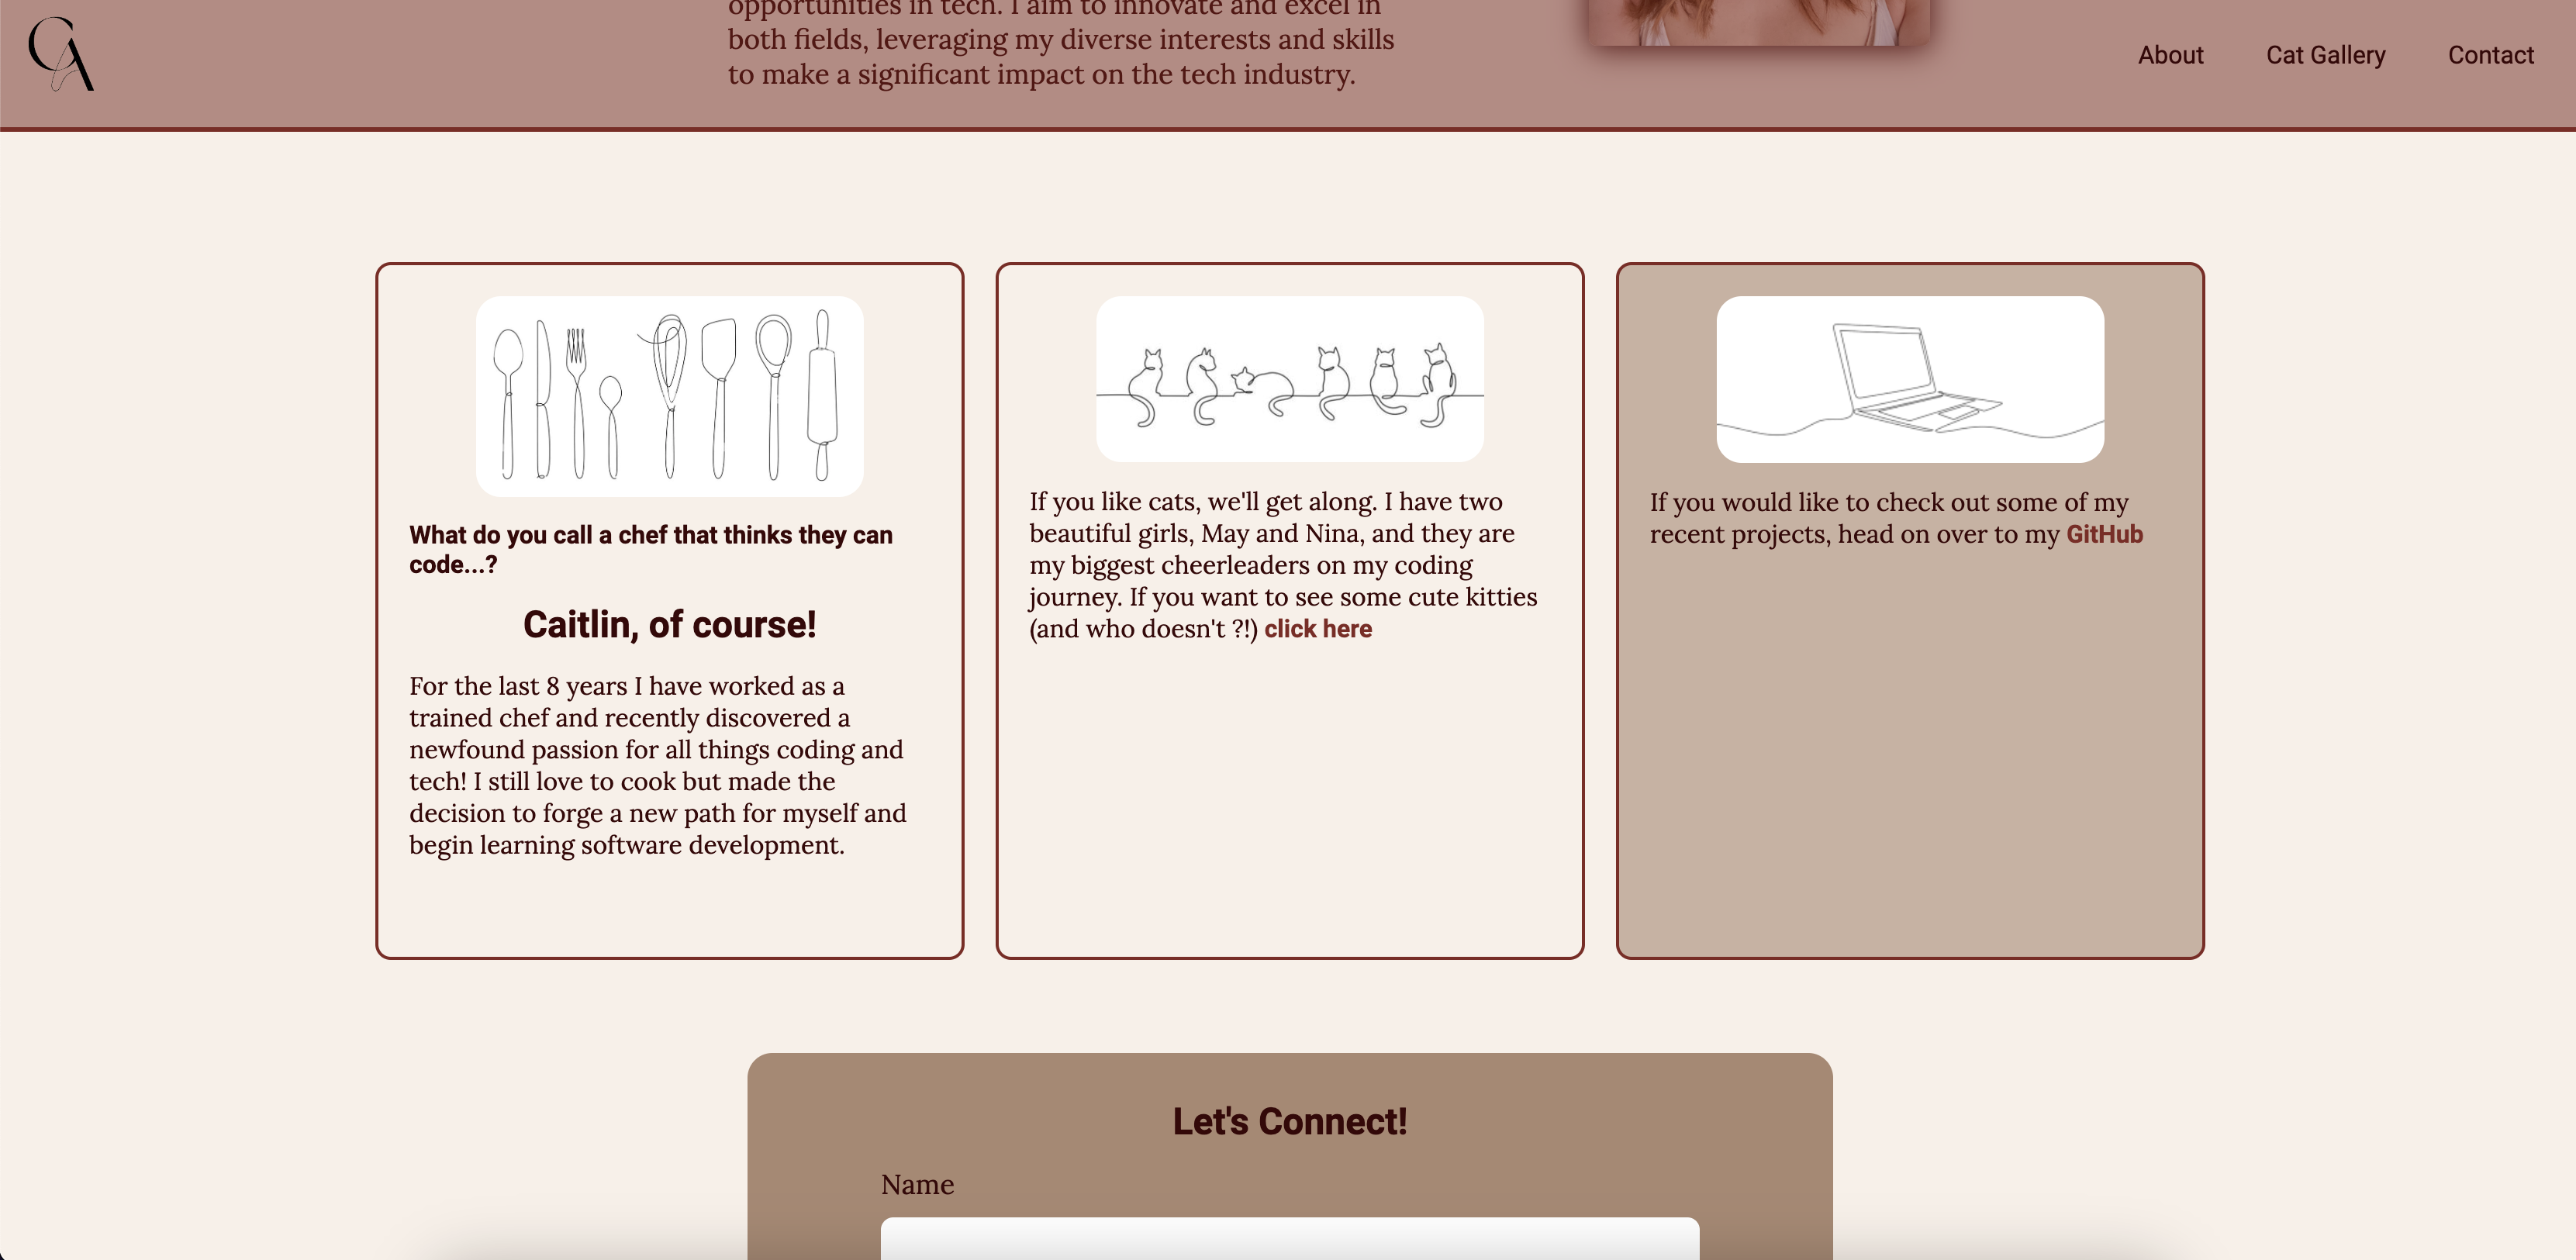 opportunities in tech. I aim to innovate and excel in
both fields, leveraging my diverse interests and skills
to make a significant impact on the tech industry.
CA
About
Cat Gallery
Contact
What do you call a chef that thinks they can
code...?
Caitlin, of course!
For the last 8 years I have worked as a
trained chef and recently discovered a
newfound passion for all things coding and
tech! I still love to cook but made the
decision to forge a new path for myself and
begin learning software development.
If you like cats, we'll get along. I have two
beautiful girls, May and Nina, and they are
my biggest cheerleaders on my coding
journey. If you want to see some cute kitties
(and who doesn't ?!) click here
If you would like to check out some of my
recent projects, head on over to my GitHub
Let's Connect!
Name